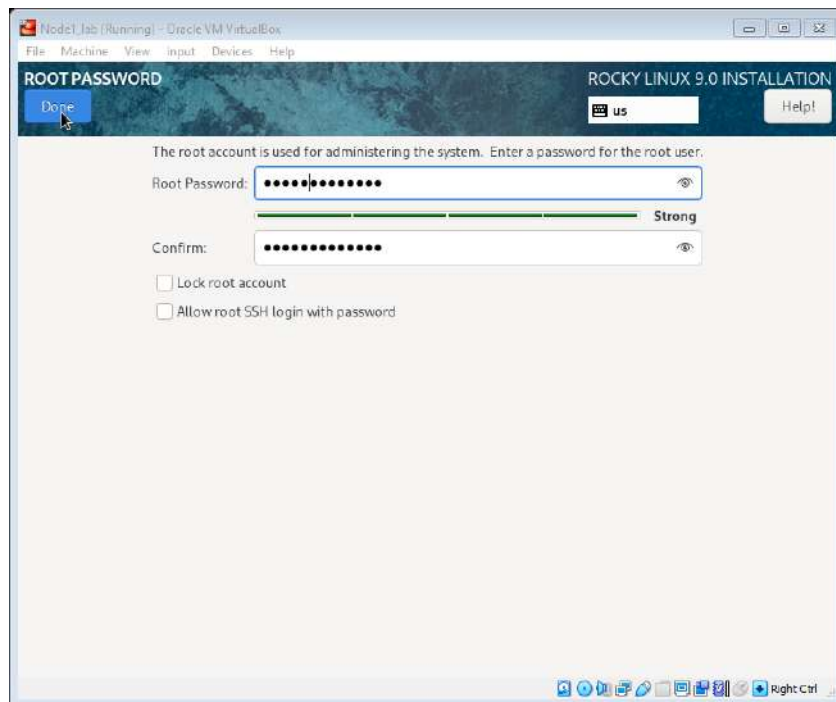 Node1_lab [Running] - Oracle VM VirtualBox
File Machine View Input Devices Help
ROOT PASSWORD
ROCKY LINUX 9.0 INSTALLATION
Done
us
Help!
The root account is used for administering the system. Enter a password for the root user.
Root Password: ●●●●●●●●●●●●●
Strong
Confirm: ●●●●●●●●●●●●●
Lock root account
Allow root SSH login with password
Right Ctrl